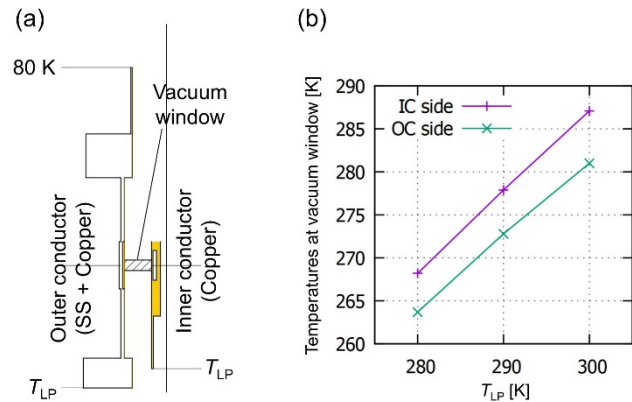 (a)
80 K
Vacuum
window
Outer conductor
(SS + Copper)
Inner conductor
(Copper)
T_LP
T_LP
(b)
Temperatures at vacuum window [K]
290
285
280
275
270
265
260
IC side
OC side
280
290
300
T_LP [K]